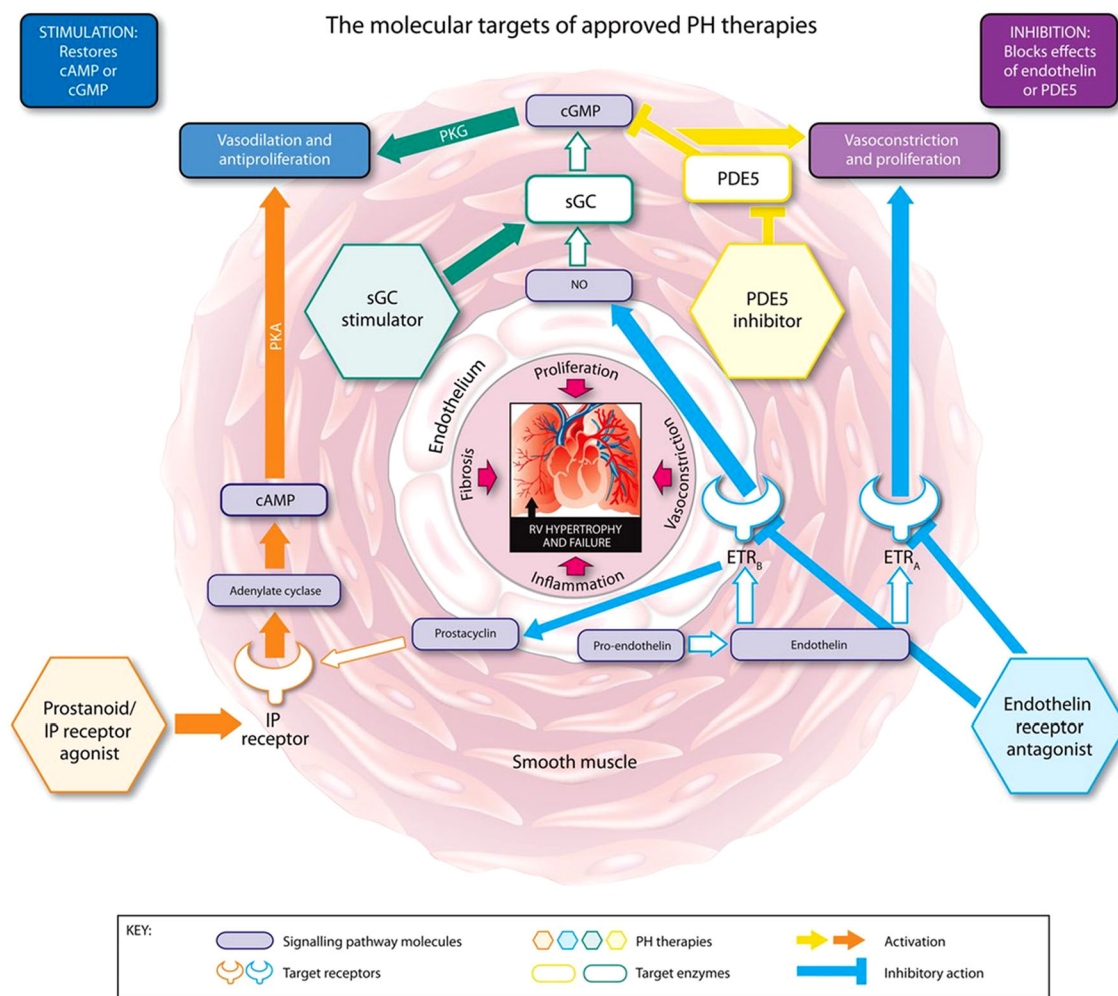 The molecular targets of approved PH therapies
STIMULATION:
Restores
cAMP or
cGMP
INHIBITION:
Blocks effects
of endothelin
or PDE5
cGMP
PKG
Vasodilation and
antiproliferation
Vasoconstriction
and proliferation
PDE5
sGC
NO
sGC
stimulator
PDE5
inhibitor
PKA
Endothelium
Proliferation
Fibrosis
Vasoconstriction
RV HYPERTROPHY
AND FAILURE
Inflammation
cAMP
ETRB
ETRA
Adenylate cyclase
Prostacyclin
Pro-endothelin
Endothelin
Prostanoid/
IP receptor
agonist
IP
receptor
Endothelin
receptor
antagonist
Smooth muscle
KEY:
Signalling pathway molecules
PH therapies
Activation
Target receptors
Target enzymes
Inhibitory action